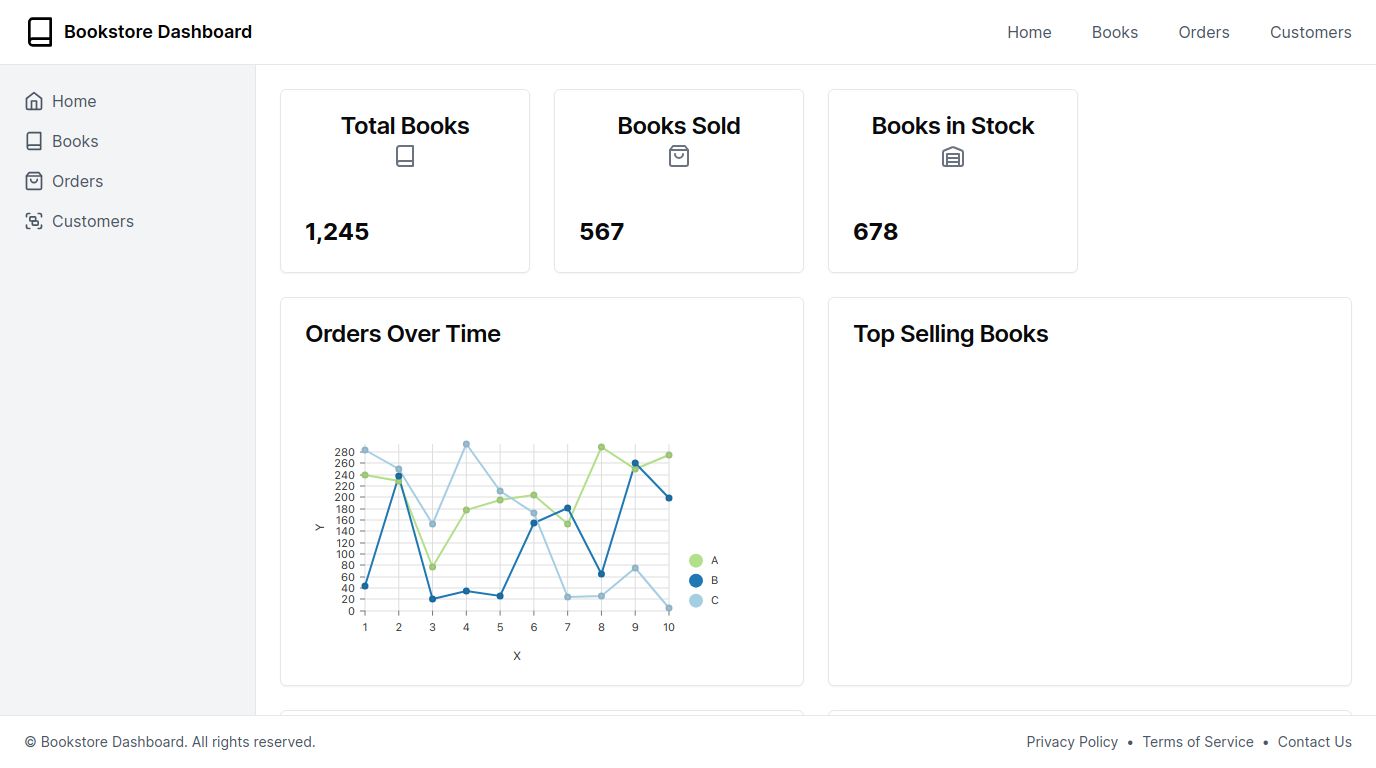 Bookstore Dashboard
Home Books Orders Customers
Home
Books
Orders
Customers
Total Books
1,245
Books Sold
567
Books in Stock
678
Orders Over Time
280
260
240
220
200
180
160
140
120
100
80
60
40
20
0
Y
1 2 3 4 5 6 7 8 9 10
X
A
B
C
Top Selling Books
© Bookstore Dashboard. All rights reserved.
Privacy Policy • Terms of Service • Contact Us